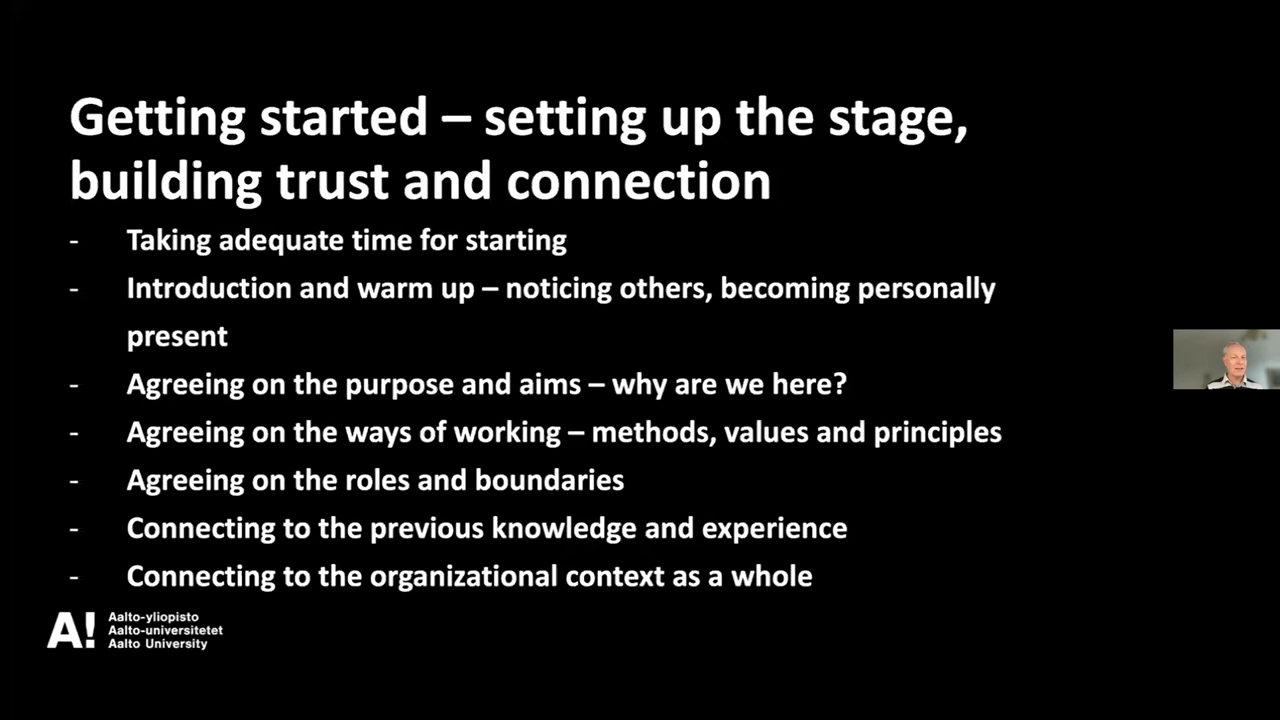 Getting started – setting up the stage,
building trust and connection
- Taking adequate time for starting
- Introduction and warm up – noticing others, becoming personally
present
- Agreeing on the purpose and aims – why are we here?
- Agreeing on the ways of working – methods, values and principles
- Agreeing on the roles and boundaries
- Connecting to the previous knowledge and experience
- Connecting to the organizational context as a whole
A!
Aalto-yliopisto
Aalto-universitetet
Aalto University